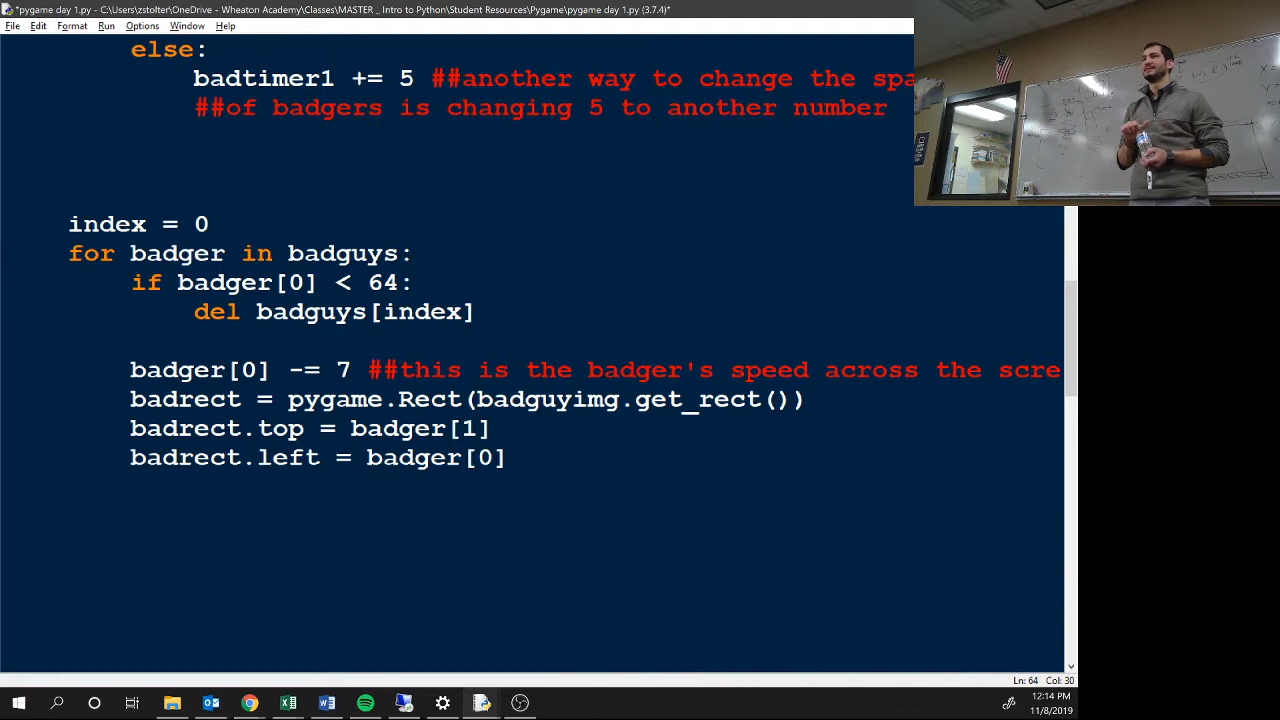 *pygame day 1.py - C:\Users\zstolter\OneDrive - Wheaton Academy\Classes\MASTER _ Intro to Python\Student Resources\Pygame\pygame day 1.py (3.7.4)*
File Edit Format Run Options Window Help
else:
badtimer1 += 5 ##another way to change the spa
##of badgers is changing 5 to another number
index = 0
for badger in badguys:
if badger[0] < 64:
del badguys[index]
badger[0] -= 7 ##this is the badger's speed across the scre
badrect = pygame.Rect(badguyimg.get_rect())
badrect.top = badger[1]
badrect.left = badger[0]
Ln: 64 Col: 30
12:14 PM
11/8/2019